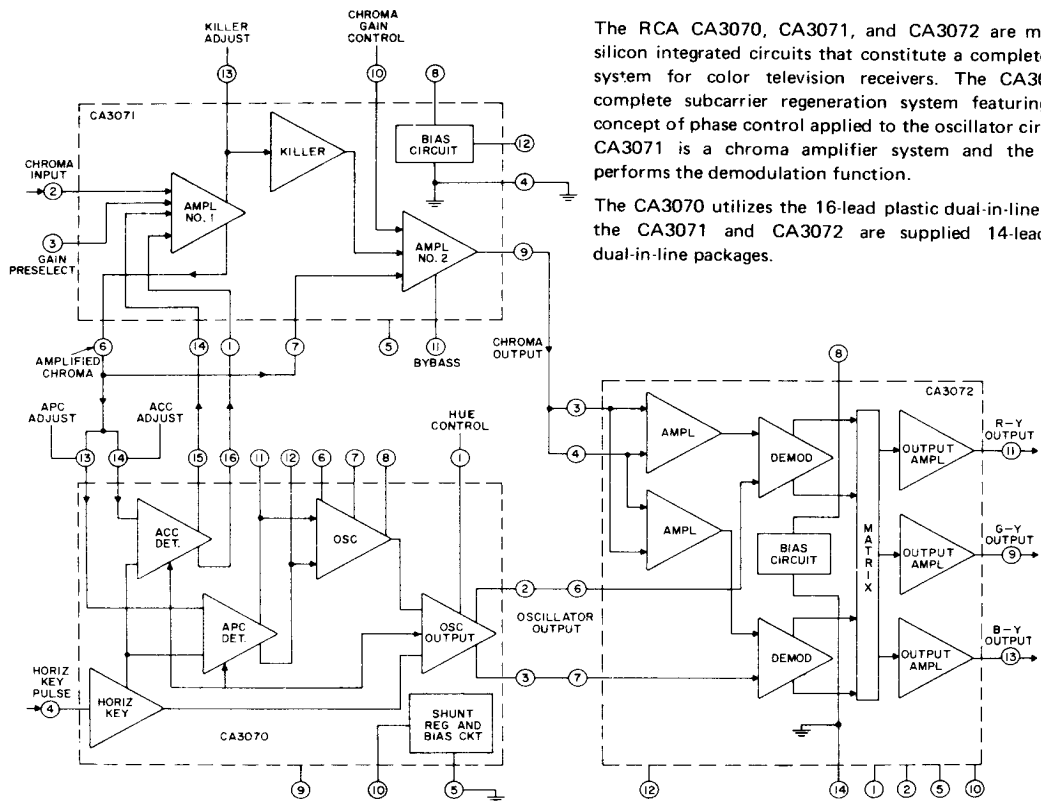 The RCA CA3070, CA3071, and CA3072 are m
silicon integrated circuits that constitute a complete
system for color television receivers. The CA30
complete subcarrier regeneration system featuring
concept of phase control applied to the oscillator cir
CA3071 is a chroma amplifier system and the
performs the demodulation function.
The CA3070 utilizes the 16-lead plastic dual-in-line
the CA3071 and CA3072 are supplied 14-lead
dual-in-line packages.
KILLER
ADJUST
13
CHROMA
GAIN
CONTROL
10
8
CA3071
KILLER
BIAS
CIRCUIT
12
4
CHROMA
INPUT
2
3
GAIN
PRESELECT
AMPL
NO. 1
AMPL
NO. 2
9
6
AMPLIFIED
CHROMA
14
1
7
5
11
BYBASS
CHROMA
OUTPUT
APC
ADJUST
ACC
ADJUST
13
14
15
16
11
12
6
7
8
HUE
CONTROL
1
ACC
DET.
OSC
APC
DET.
OSC
OUTPUT
HORIZ
KEY
PULSE
4
HORIZ
KEY
CA3070
SHUNT
REG AND
BIAS CKT
9
10
5
2
6
OSCILLATOR
OUTPUT
3
7
8
CA3072
3
4
AMPL
AMPL
DEMOD
BIAS
CIRCUIT
DEMOD
MATRIX
OUTPUT
AMPL
R-Y
OUTPUT
11
OUTPUT
AMPL
G-Y
OUTPUT
9
OUTPUT
AMPL
B-Y
OUTPUT
13
12
14
1
2
5
10